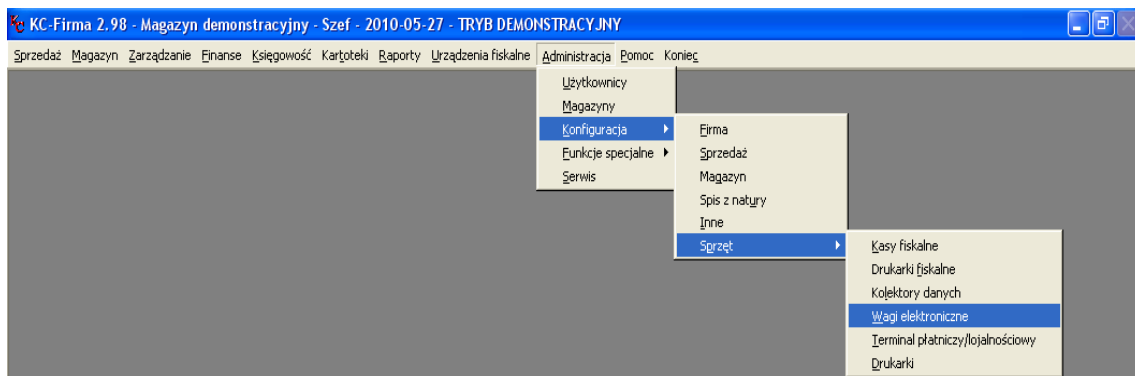 KC-Firma 2.98 - Magazyn demonstracyjny - Szef - 2010-05-27 - TRYB DEMONSTRACYJNY
Sprzedaż Magazyn Zarządzanie Finanse Księgowość Kartoteki Raporty Urządzenia fiskalne Administracja Pomoc Koniec
Użytkownicy
Magazyny
Konfiguracja
Funkcje specjalne
Serwis
Firma
Sprzedaż
Magazyn
Spis z natury
Inne
Sprzęt
Kasy fiskalne
Drukarki fiskalne
Kolektory danych
Wagi elektroniczne
Terminal płatniczy/lojalnościowy
Drukarki